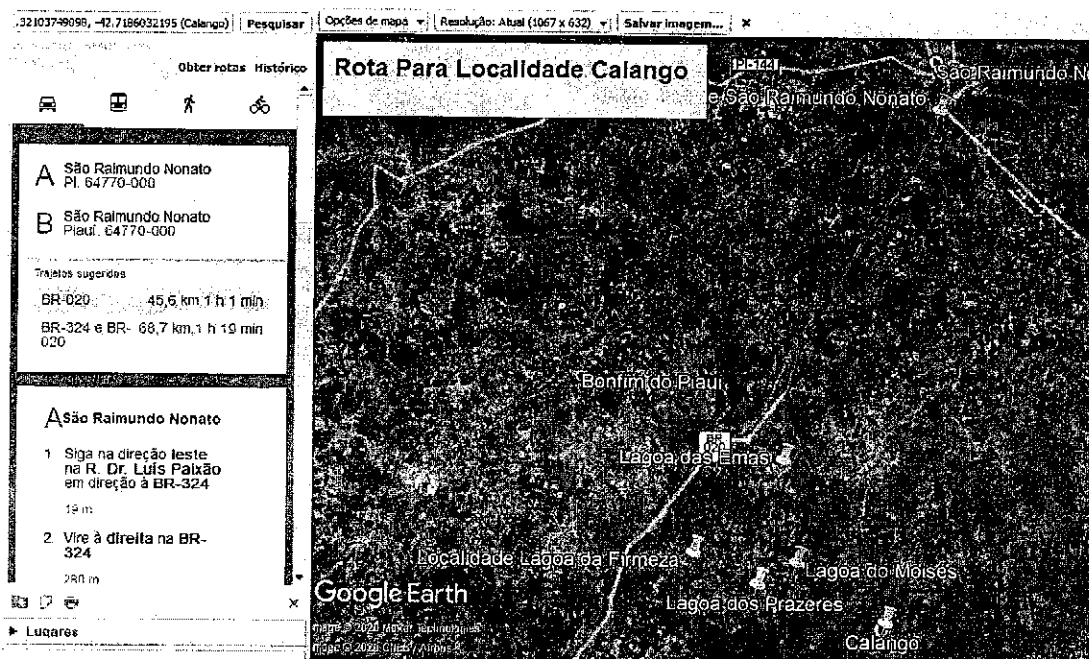 .32103749098, -42.7186032195 (Calango)
Pesquisar
Opções de mapa
Resolução: Atual (1067 x 632)
Salvar imagem...
Obter rotas Histórico
A São Raimundo Nonato
PI, 64770-000
B São Raimundo Nonato
Piauí, 64770-000
Trajetos sugeridos
BR-020 45,6 km, 1 h 1 min
BR-324 e BR-020 68,7 km, 1 h 19 min
A São Raimundo Nonato
1 Siga na direção leste
na R. Dr. Luís Paixão
em direção à BR-324
19 m
2 Vire à direita na BR-
324
280 m
Lugares
Rota Para Localidade Calango
PI-144
São Raimundo N
e São Raimundo Nonato
Bonfim do Piauí
BR
020
Lagoa das Emas
Localidade Lagoa da Firmeza
Lagoa do Moisés
Lagoa dos Prazeres
Calango
Google Earth